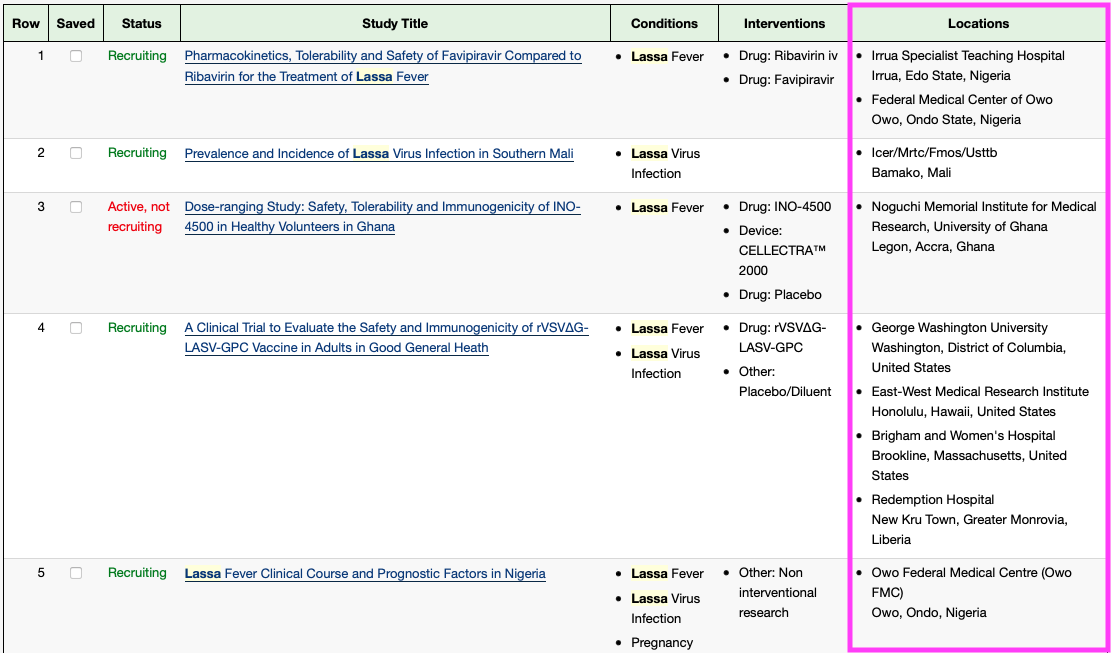 Row Saved Status Study Title Conditions Interventions Locations
1 Recruiting Pharmacokinetics, Tolerability and Safety of Favipiravir Compared to
Ribavirin for the Treatment of Lassa Fever
• Lassa Fever
• Drug: Ribavirin iv
• Drug: Favipiravir
• Irrua Specialist Teaching Hospital
Irrua, Edo State, Nigeria
• Federal Medical Center of Owo
Owo, Ondo State, Nigeria
2 Recruiting Prevalence and Incidence of Lassa Virus Infection in Southern Mali
• Lassa Virus
Infection
• Icer/Mrtc/Fmos/Usttb
Bamako, Mali
3 Active, not
recruiting
Dose-ranging Study: Safety, Tolerability and Immunogenicity of INO-
4500 in Healthy Volunteers in Ghana
• Lassa Fever
• Drug: INO-4500
• Device:
CELLECTRA™
2000
• Drug: Placebo
• Noguchi Memorial Institute for Medical
Research, University of Ghana
Legon, Accra, Ghana
4 Recruiting A Clinical Trial to Evaluate the Safety and Immunogenicity of rVSV∆G-
LASV-GPC Vaccine in Adults in Good General Heath
• Lassa Fever
• Lassa Virus
Infection
• Drug: rVSV∆G-
LASV-GPC
• Other:
Placebo/Diluent
• George Washington University
Washington, District of Columbia,
United States
• East-West Medical Research Institute
Honolulu, Hawaii, United States
• Brigham and Women's Hospital
Brookline, Massachusetts, United
States
• Redemption Hospital
New Kru Town, Greater Monrovia,
Liberia
5 Recruiting Lassa Fever Clinical Course and Prognostic Factors in Nigeria
• Lassa Fever
• Lassa Virus
Infection
• Pregnancy
• Other: Non
interventional
research
• Owo Federal Medical Centre (Owo
FMC)
Owo, Ondo, Nigeria